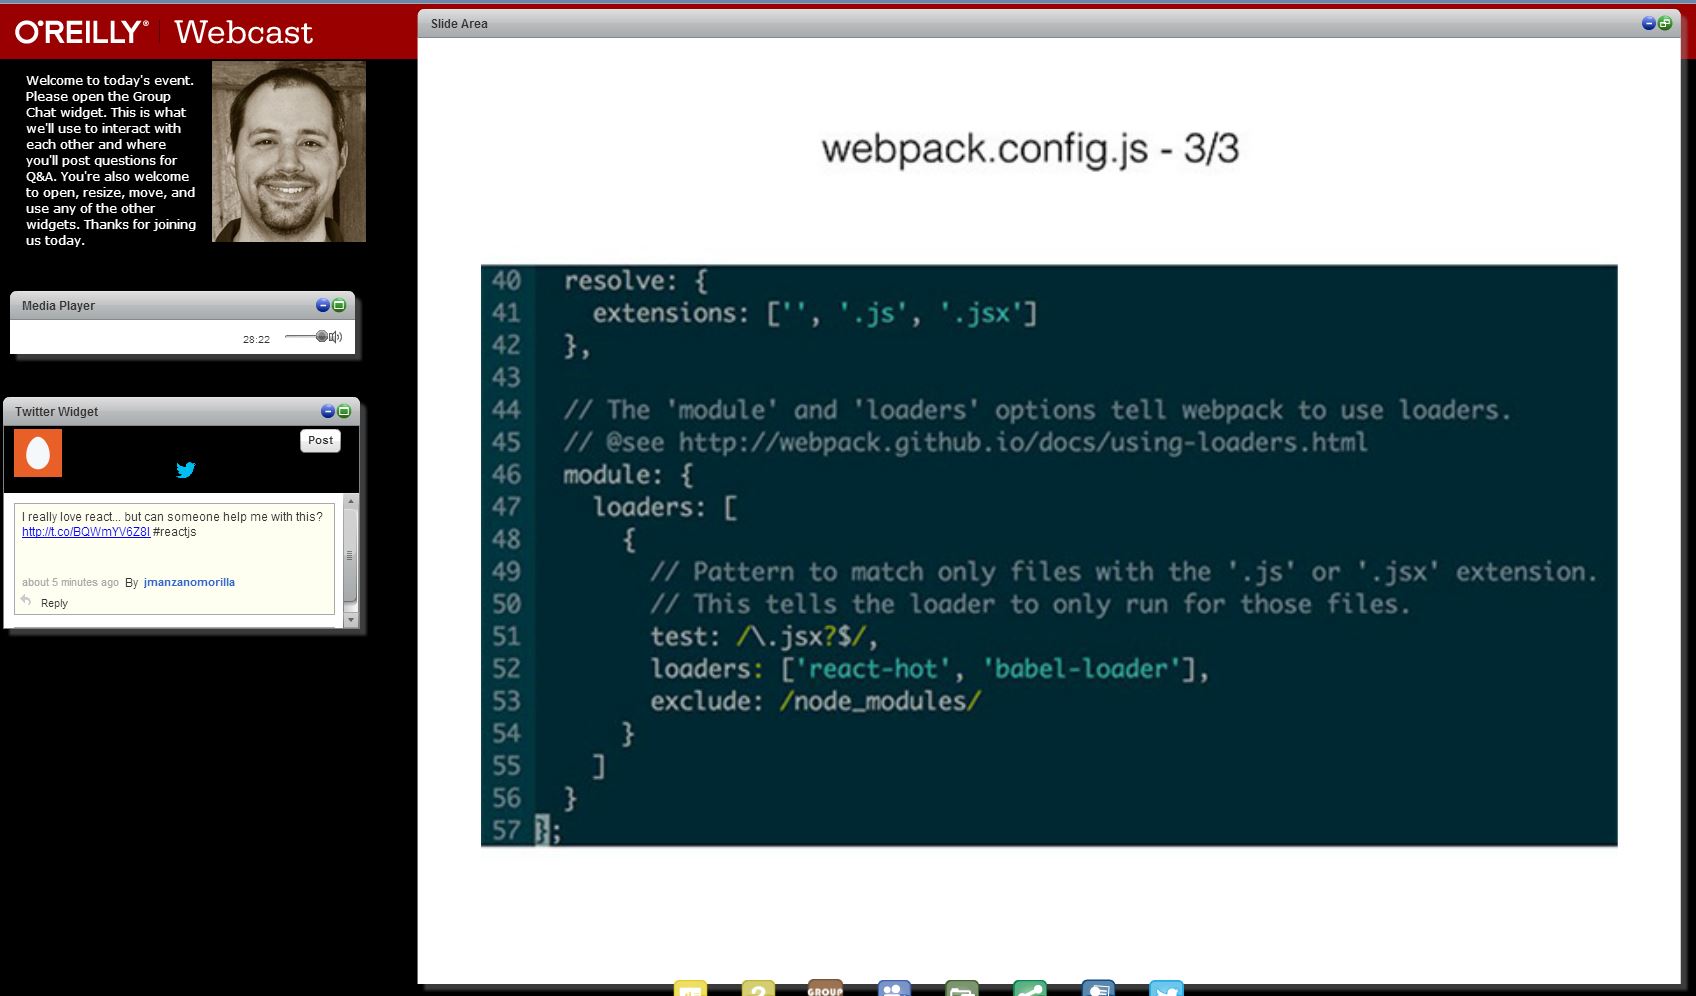 O'REILLY® Webcast
Welcome to today's event.
Please open the Group
Chat widget. This is what
we'll use to interact with
each other and where
you'll post questions for
Q&A. You're also welcome
to open, resize, move, and
use any of the other
widgets. Thanks for joining
us today.
Media Player
28:22
Twitter Widget
Post
I really love react... but can someone help me with this?
http://t.co/BQWmYV6Z8l #reactjs
about 5 minutes ago By jmanzanomorilla
Reply
Slide Area
webpack.config.js - 3/3
40 resolve: {
41 extensions: ['', '.js', '.jsx']
42 },
43
44 // The 'module' and 'loaders' options tell webpack to use loaders.
45 // @see http://webpack.github.io/docs/using-loaders.html
46 module: {
47 loaders: [
48 {
49 // Pattern to match only files with the '.js' or '.jsx' extension.
50 // This tells the loader to only run for those files.
51 test: /\.jsx?$/,
52 loaders: ['react-hot', 'babel-loader'],
53 exclude: /node_modules/
54 }
55 ]
56 }
57 };
?
GROUP